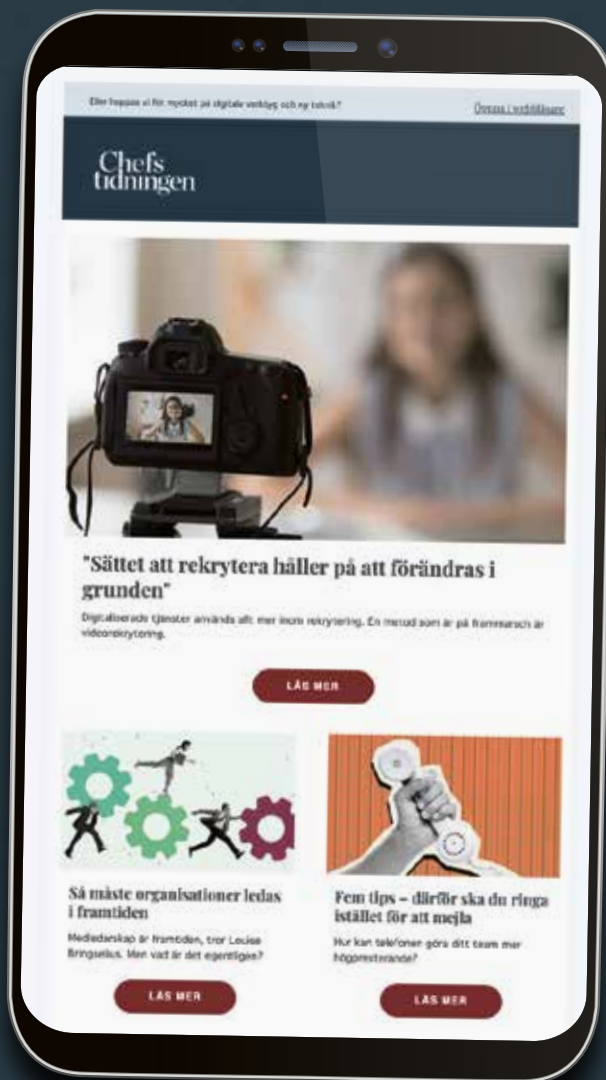 Eller hoppas vi för mycket på digitala verktyg och ny teknik?
Öppna i webbläsare
Chefs
tidningen
"Sättet att rekrytera håller på att förändras i
grunden"
Digitaliserade tjänster används allt mer inom rekrytering. En metod som är på frammarsch är
videorekrytering.
LÄS MER
Så måste organisationer ledas
i framtiden
Medledarskap är framtiden, tror Louise
Bringselius. Men vad är det egentligen?
LÄS MER
Fem tips – därför ska du ringa
istället för att mejla
Hur kan telefonen göra ditt team mer
högpresterande?
LÄS MER